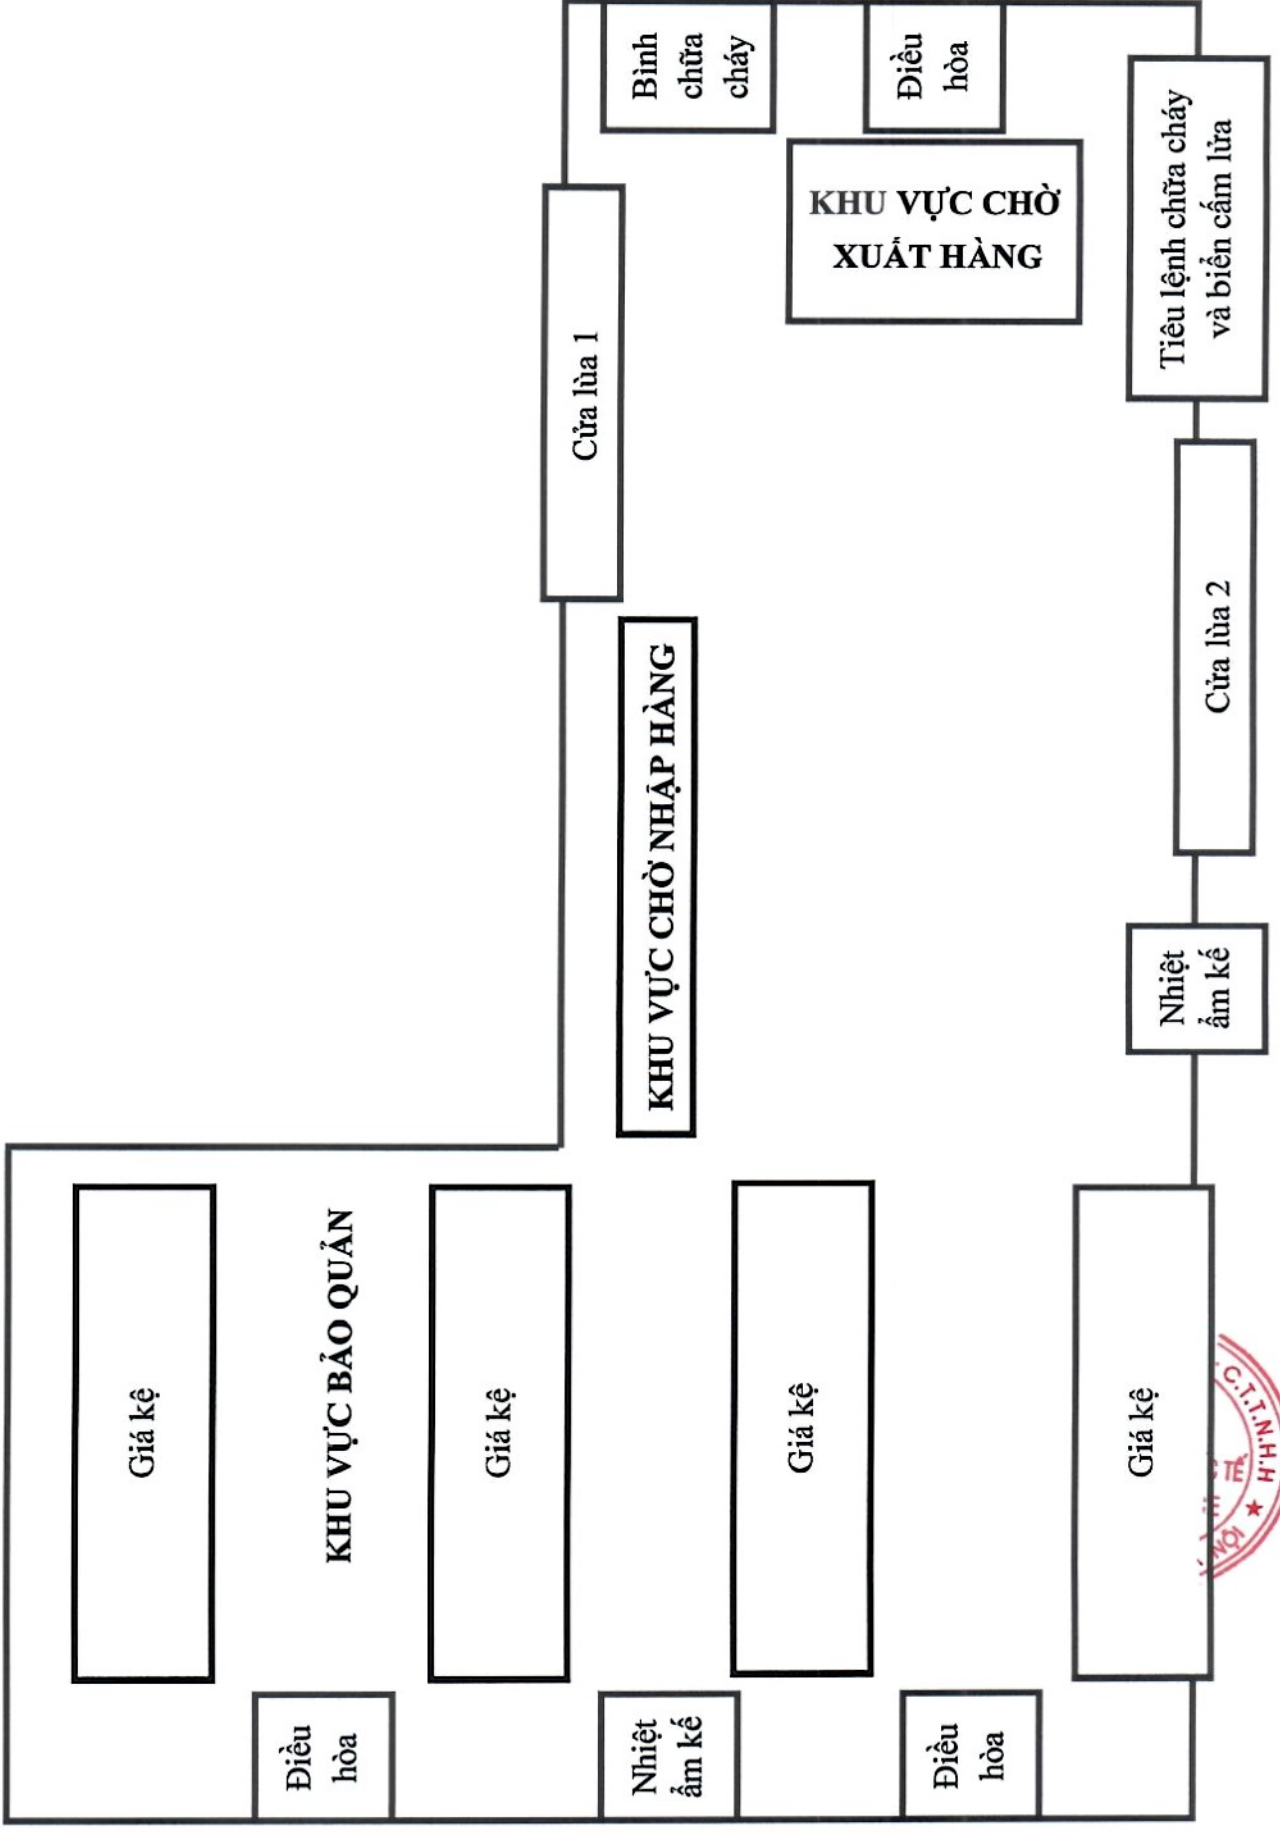 Bình
chữa
cháy
Điều
hòa
KHU VỰC CHỜ
XUẤT HÀNG
Tiêu lệnh chữa cháy
và biển cấm lửa
Cửa lùa 1
Cửa lùa 2
KHU VỰC CHỜ NHẬP HÀNG
Nhiệt
ẩm kế
Giá kệ
KHU VỰC BẢO QUẢN
Giá kệ
Giá kệ
Giá kệ
Điều
hòa
Nhiệt
ẩm kế
Điều
hòa
C.T.T.N.H.H
TẾ
NỘI